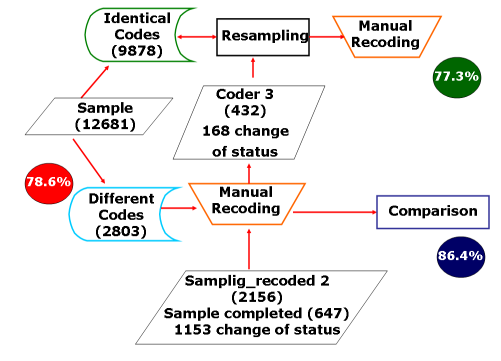 Identical
Codes
(9878)
Resampling
Manual
Recoding
77.3%
Sample
(12681)
Coder 3
(432)
168 change
of status
78.6%
Different
Codes
(2803)
Manual
Recoding
Comparison
86.4%
Samplig_recoded 2
(2156)
Sample completed (647)
1153 change of status